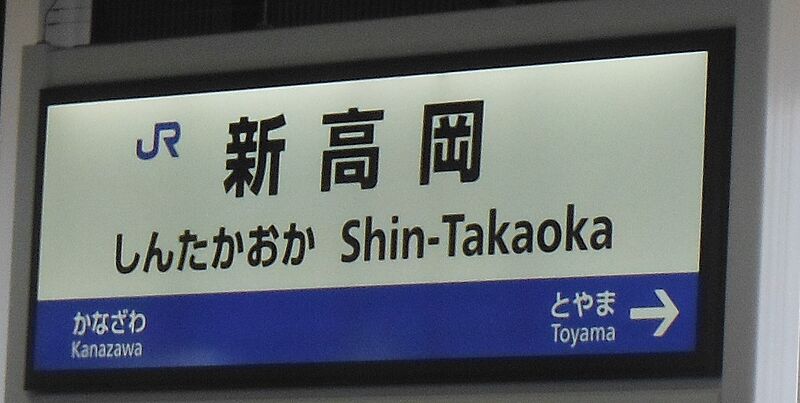 JR 新高岡
しんたかおか Shin-Takaoka
かなざわ とやま →
Kanazawa Toyama